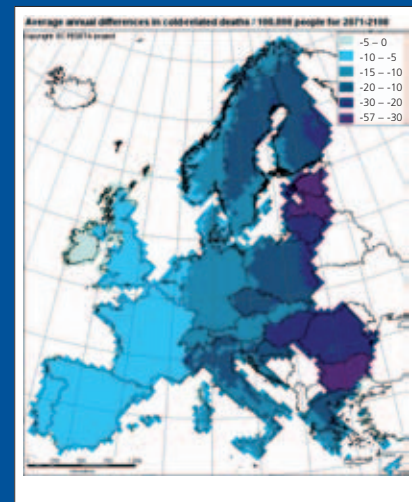 Average annual differences in cold-related deaths / 100.000 people for 2071-2100
Copyright EC PESETA project
-5 – 0
-10 – -5
-15 – -10
-20 – -10
-30 – -20
-57 – -30